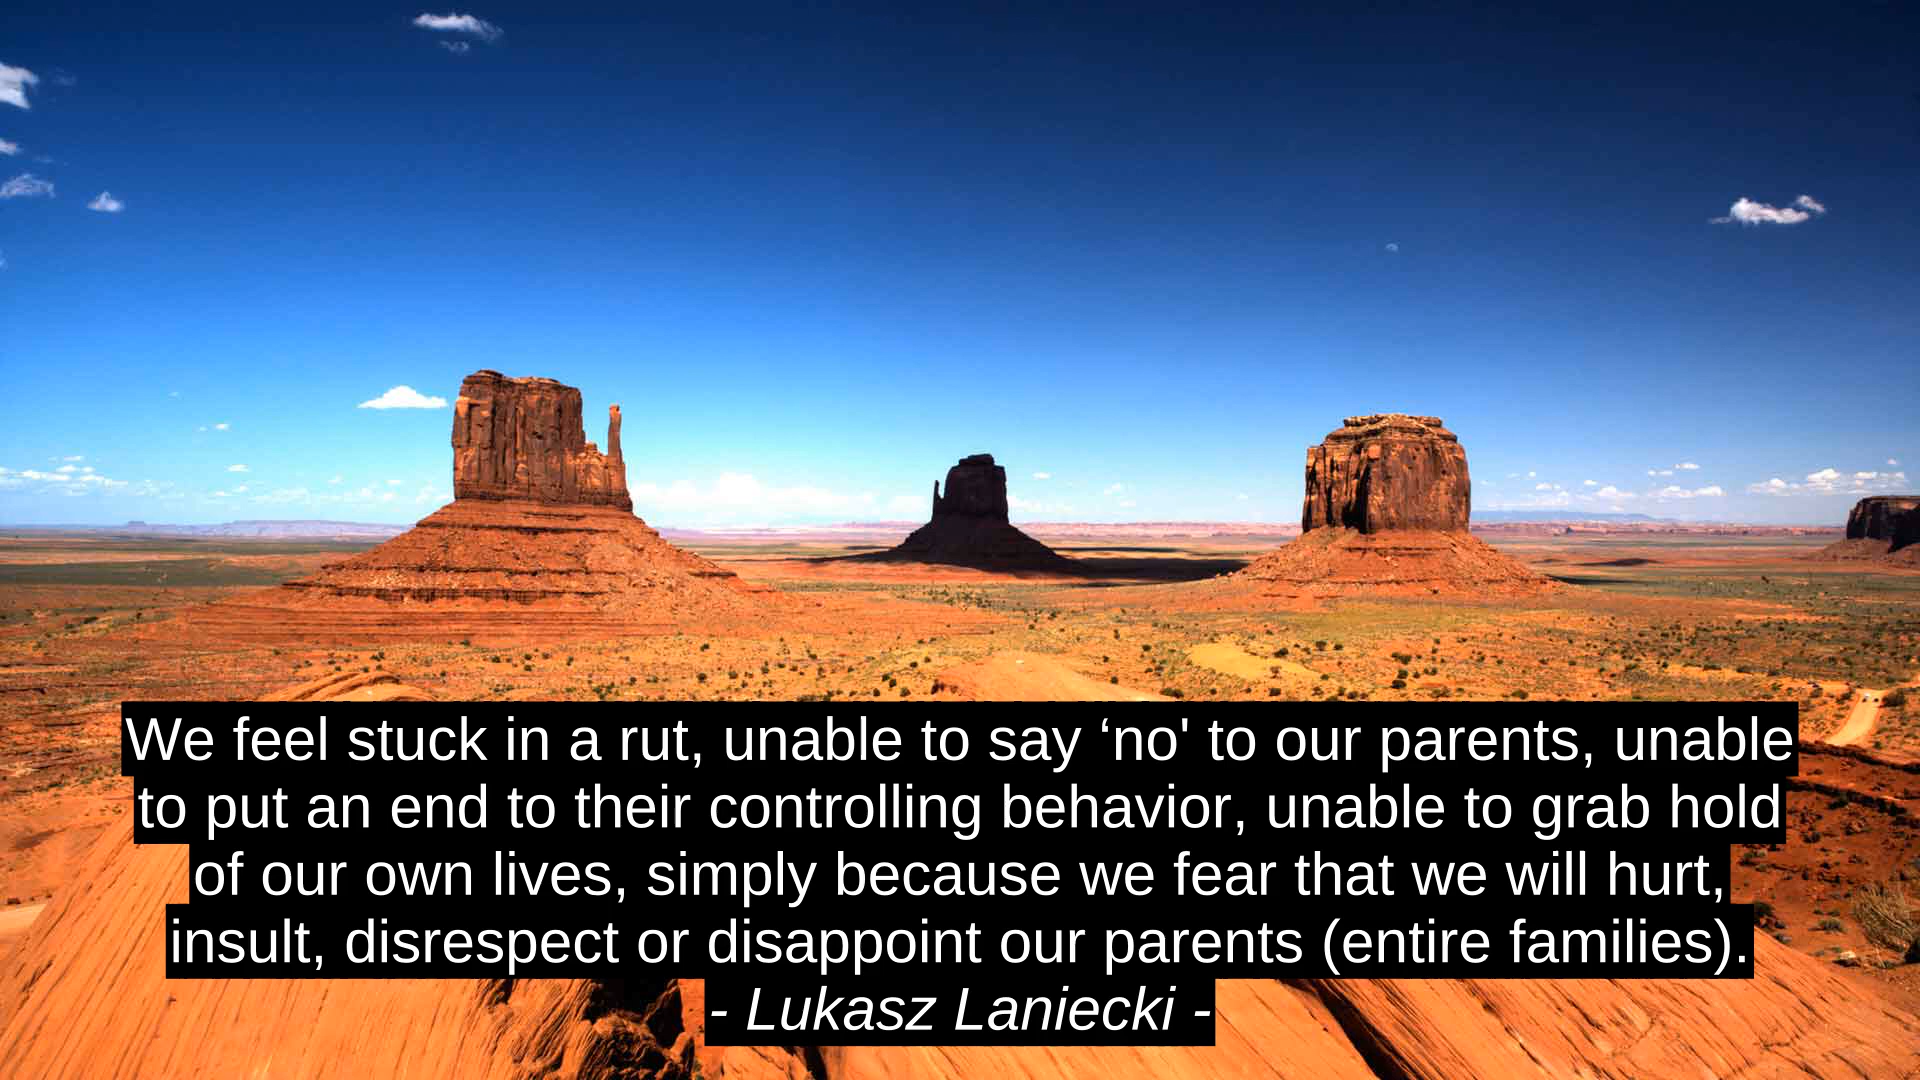 We feel stuck in a rut, unable to say ‘no' to our parents, unable
to put an end to their controlling behavior, unable to grab hold
of our own lives, simply because we fear that we will hurt,
insult, disrespect or disappoint our parents (entire families).
- Lukasz Laniecki -